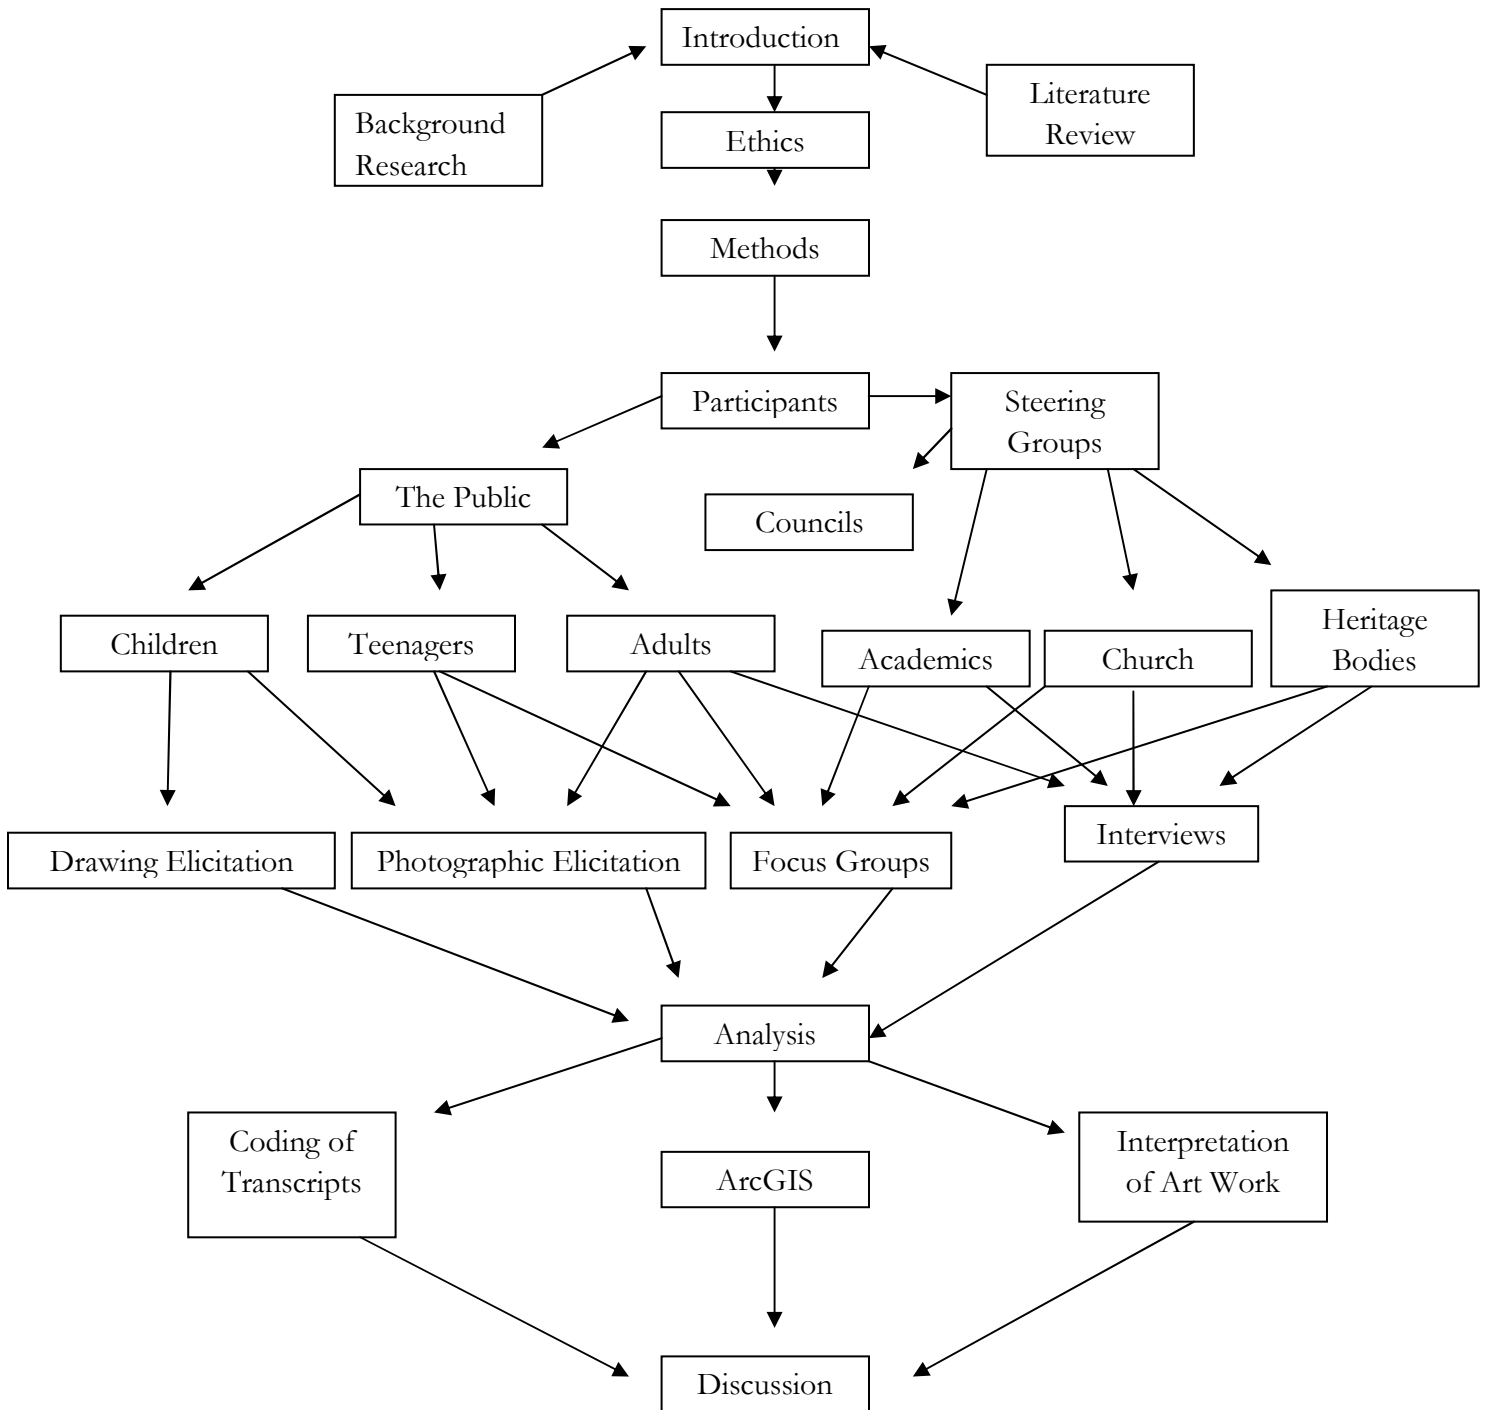 Introduction
Background
Research
Literature
Review
Ethics
Methods
Participants
Steering
Groups
The Public
Councils
Children
Teenagers
Adults
Academics
Church
Heritage
Bodies
Drawing Elicitation
Photographic Elicitation
Focus Groups
Interviews
Analysis
Coding of
Transcripts
ArcGIS
Interpretation
of Art Work
Discussion